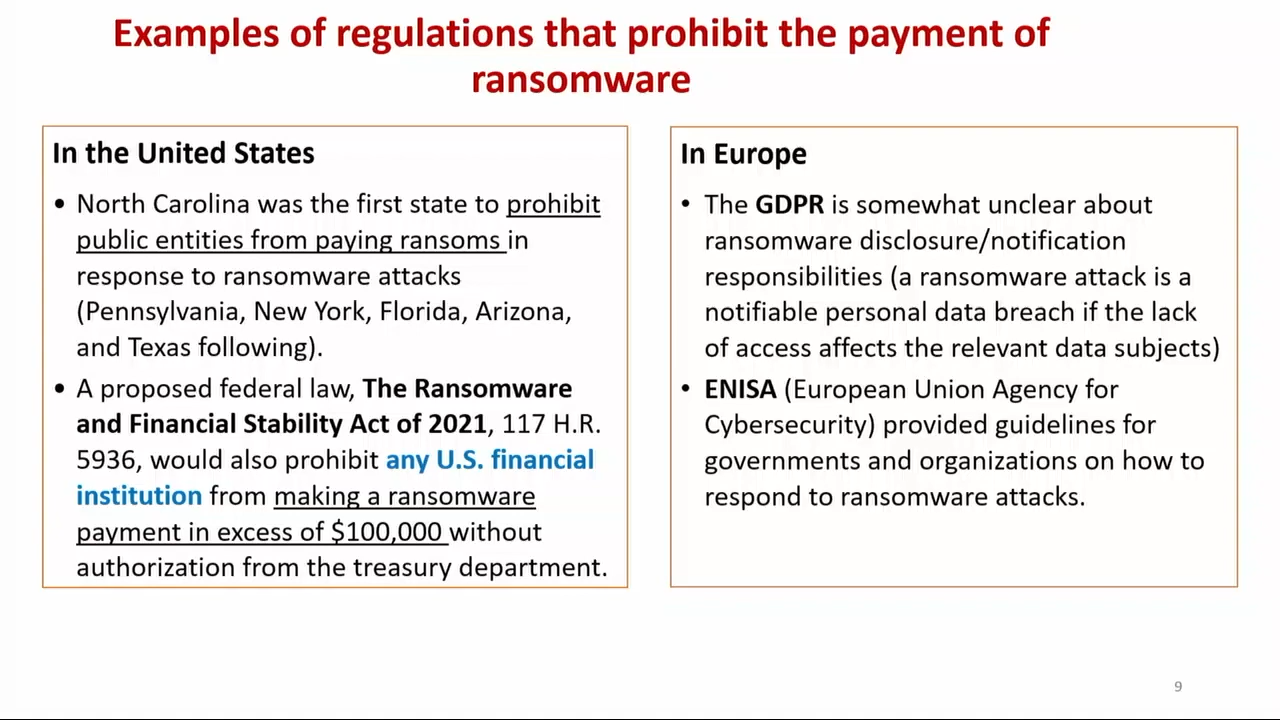 Examples of regulations that prohibit the payment of
ransomware
In the United States
• North Carolina was the first state to prohibit
public entities from paying ransoms in
response to ransomware attacks
(Pennsylvania, New York, Florida, Arizona,
and Texas following).
• A proposed federal law, The Ransomware
and Financial Stability Act of 2021, 117 H.R.
5936, would also prohibit any U.S. financial
institution from making a ransomware
payment in excess of $100,000 without
authorization from the treasury department.
In Europe
• The GDPR is somewhat unclear about
ransomware disclosure/notification
responsibilities (a ransomware attack is a
notifiable personal data breach if the lack
of access affects the relevant data subjects)
• ENISA (European Union Agency for
Cybersecurity) provided guidelines for
governments and organizations on how to
respond to ransomware attacks.
9